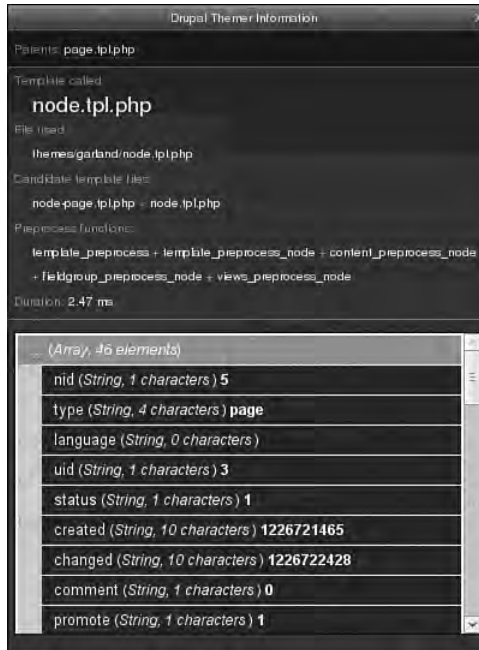 Drupal Themer Information
Parents: page.tpl.php
Template called:
node.tpl.php
File used:
themes/garland/node.tpl.php
Candidate template files:
node-page.tpl.php < node.tpl.php
Preprocess functions:
template_preprocess + template_preprocess_node + content_preprocess_node
+ fieldgroup_preprocess_node + views_preprocess_node
Duration: 2.47 ms
... (Array, 46 elements)
nid (String, 1 characters ) 5
type (String, 4 characters ) page
language (String, 0 characters )
uid (String, 1 characters ) 3
status (String, 1 characters ) 1
created (String, 10 characters ) 1226721465
changed (String, 10 characters ) 1226722428
comment (String, 1 characters ) 0
promote (String, 1 characters ) 1